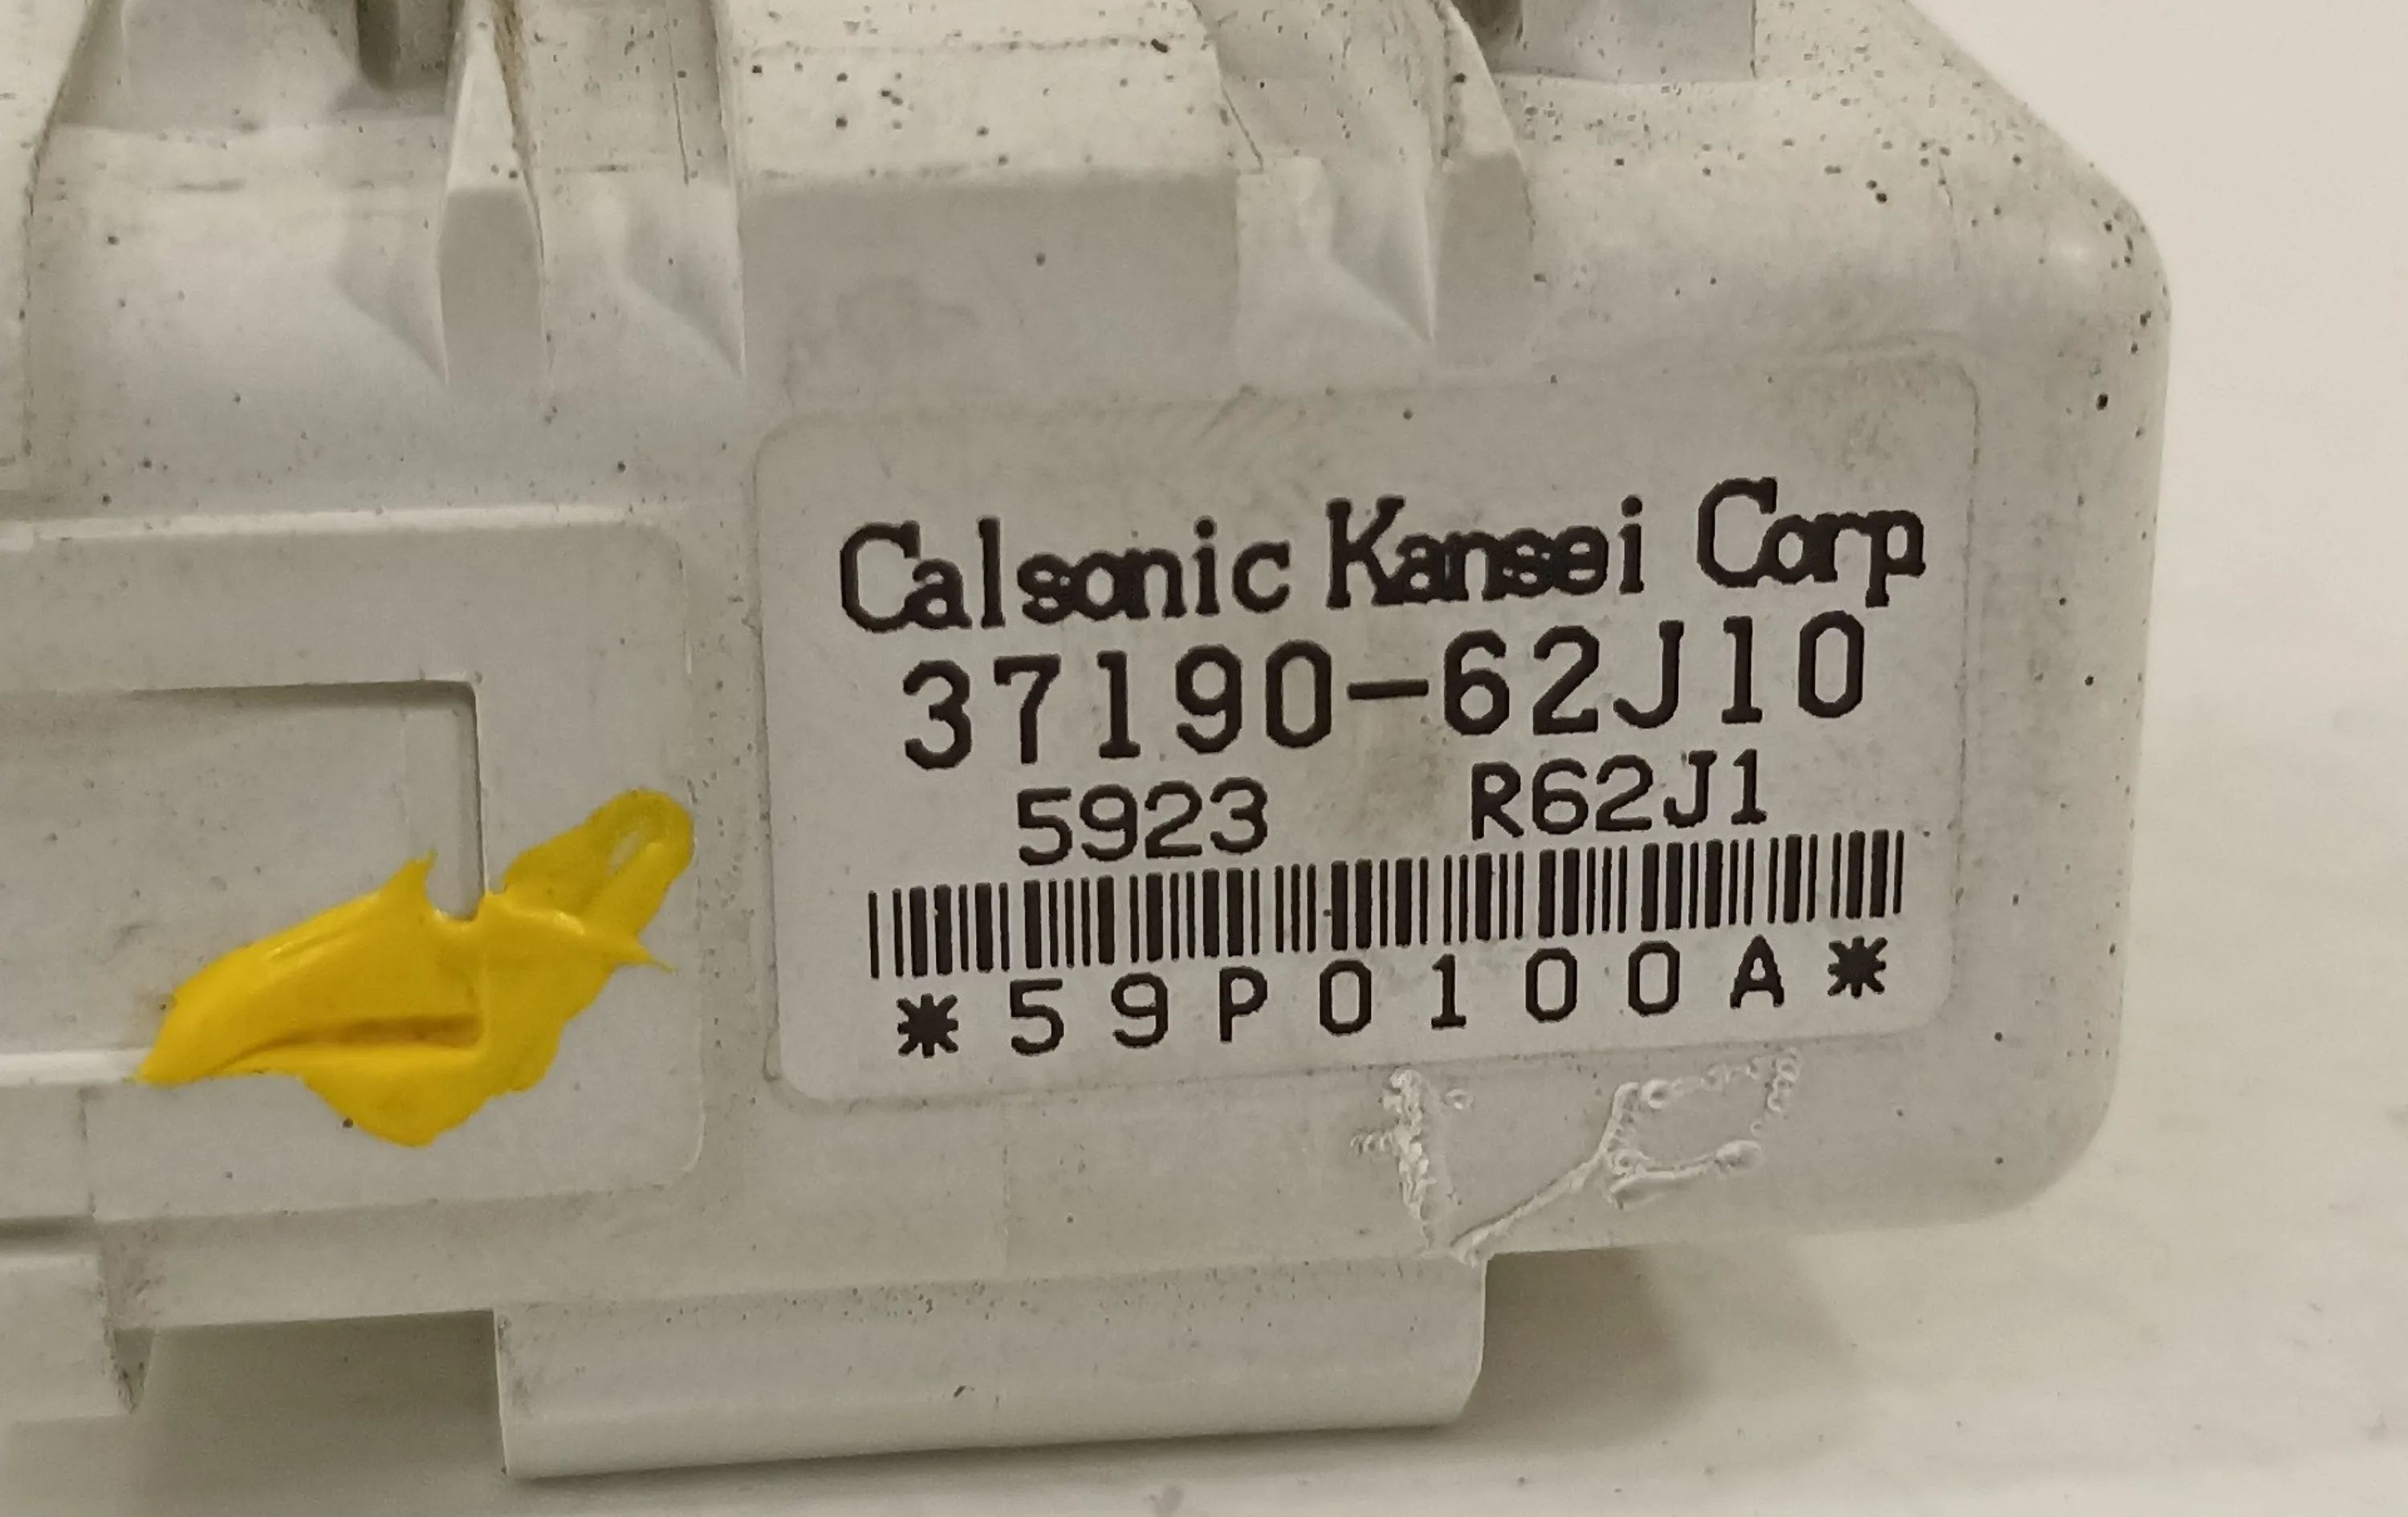 Calsonic Kansei Corp
37190-62J10
5923 R62J1
*59P0100A*